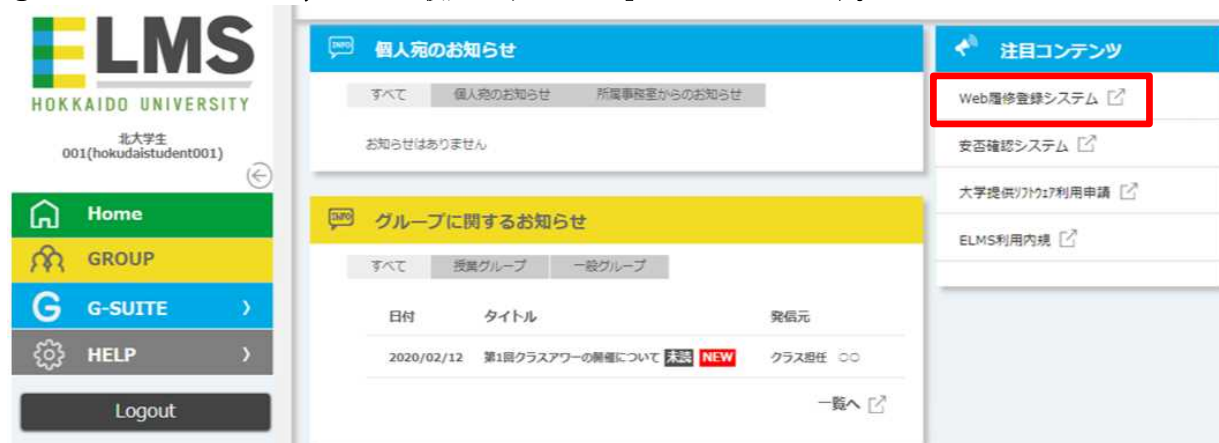 ELMS
HOKKAIDO UNIVERSITY
北大学生
001(hokudaistudent001)
Home
GROUP
G G-SUITE 〉
HELP 〉
Logout
INFO 個人宛のお知らせ
すべて 個人宛のお知らせ 所属事務室からのお知らせ
お知らせはありません
INFO グループに関するお知らせ
すべて 授業グループ 一般グループ
日付 タイトル 発信元
2020/02/12 第1回クラスアワーの開催について 未読 NEW クラス担任 ○○
一覧へ
注目コンテンツ
Web履修登録システム
安否確認システム
大学提供ソフトウェア利用申請
ELMS利用内規